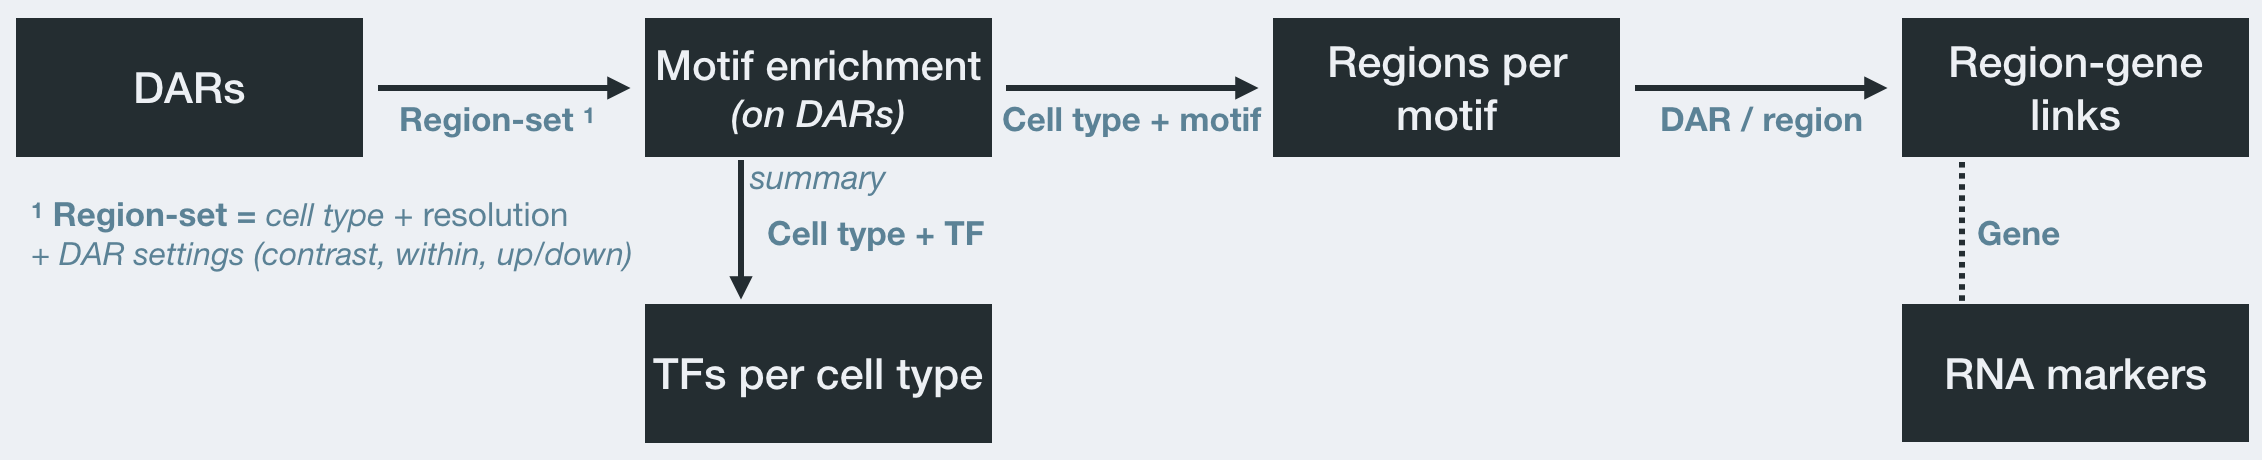 DARs
Region-set ¹
Motif enrichment
(on DARs)
Cell type + motif
Regions per
motif
DAR / region
Region-gene
links
¹ Region-set = cell type + resolution
+ DAR settings (contrast, within, up/down)
summary
Cell type + TF
Gene
TFs per cell type
RNA markers